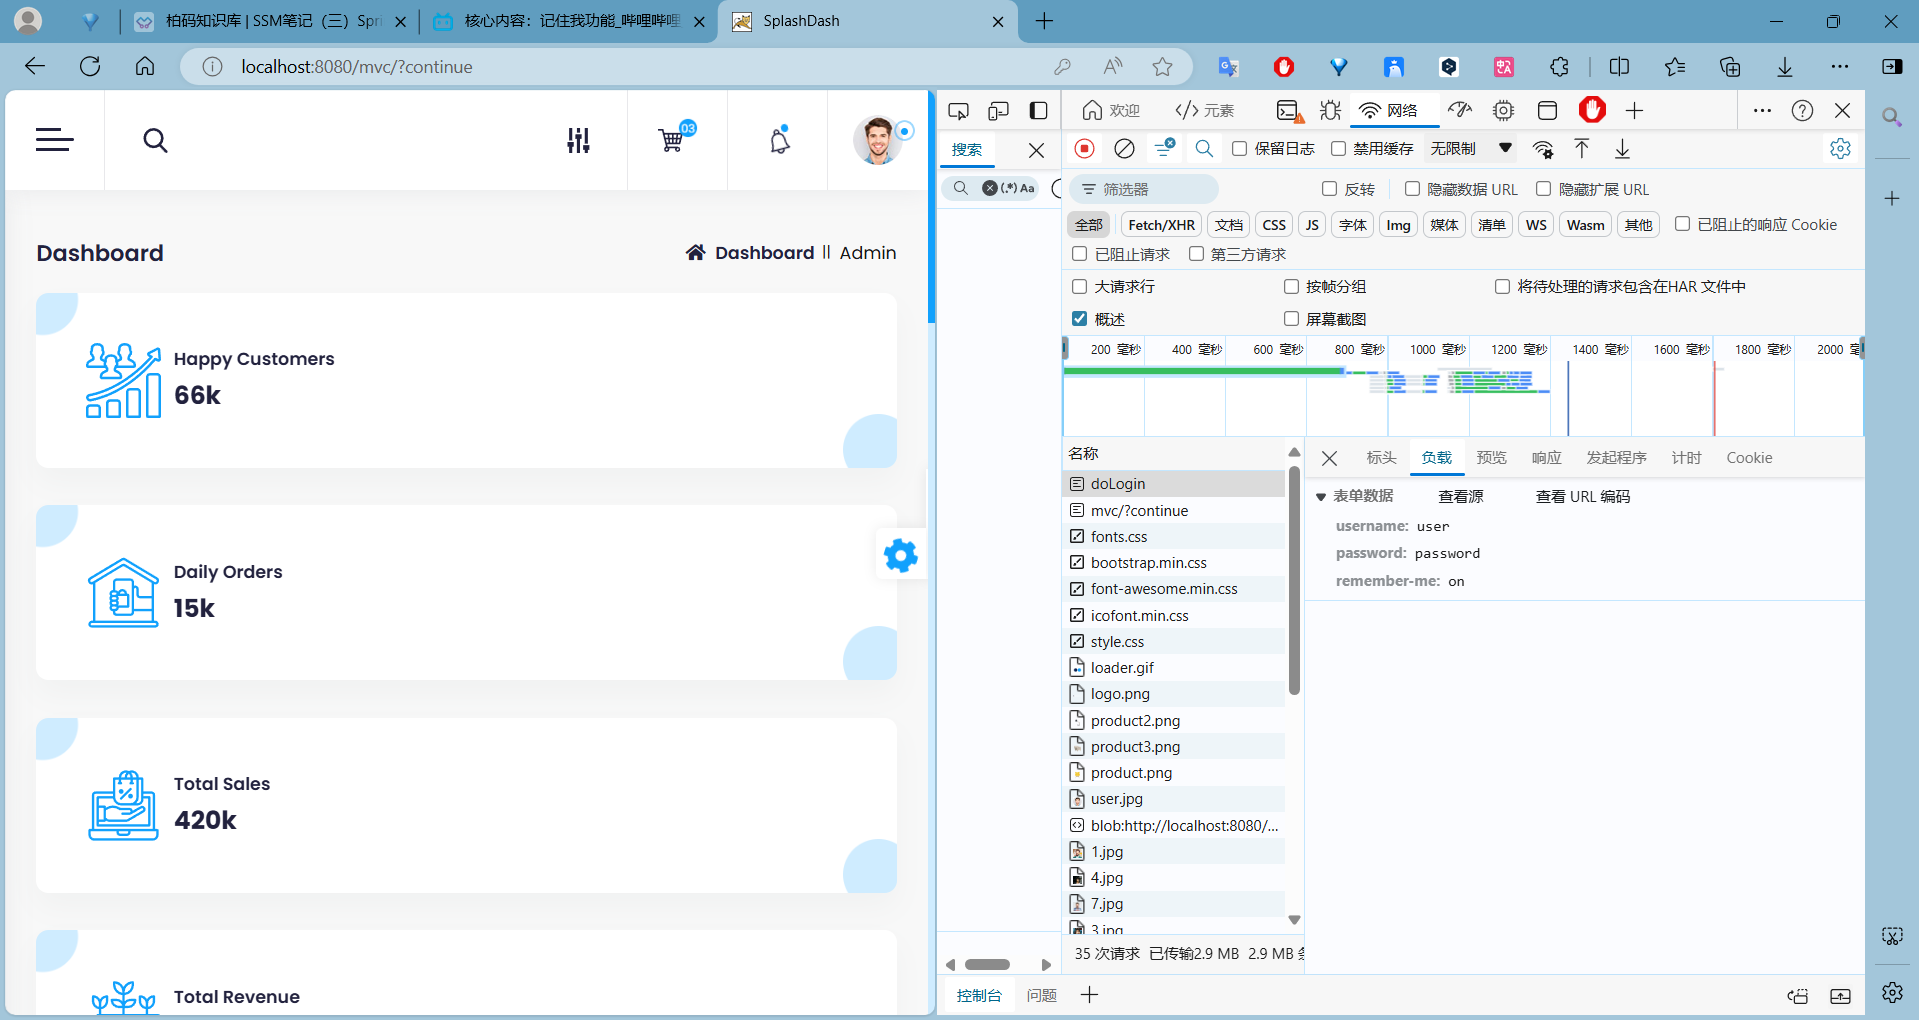 柏码知识库 | SSM笔记（三）Spri
核心内容：记住我功能_哔哩哔哩
SplashDash
localhost:8080/mvc/?continue
03
Dashboard
Dashboard || Admin
Happy Customers
66k
Daily Orders
15k
Total Sales
420k
Total Revenue
欢迎
</> 元素
网络
搜索
(.*) Aa
保留日志
禁用缓存
无限制
筛选器
反转
隐藏数据 URL
隐藏扩展 URL
全部
Fetch/XHR
文档
CSS
JS
字体
Img
媒体
清单
WS
Wasm
其他
已阻止的响应 Cookie
已阻止请求
第三方请求
大请求行
按帧分组
将待处理的请求包含在HAR 文件中
概述
屏幕截图
200 毫秒
400 毫秒
600 毫秒
800 毫秒
1000 毫秒
1200 毫秒
1400 毫秒
1600 毫秒
1800 毫秒
2000 毫
名称
doLogin
mvc/?continue
fonts.css
bootstrap.min.css
font-awesome.min.css
icofont.min.css
style.css
loader.gif
logo.png
product2.png
product3.png
product.png
user.jpg
blob:http://localhost:8080/...
1.jpg
4.jpg
7.jpg
3.jpg
35 次请求 已传输2.9 MB 2.9 MB 条
标头
负载
预览
响应
发起程序
计时
Cookie
表单数据
查看源
查看 URL 编码
username: user
password: password
remember-me: on
控制台
问题